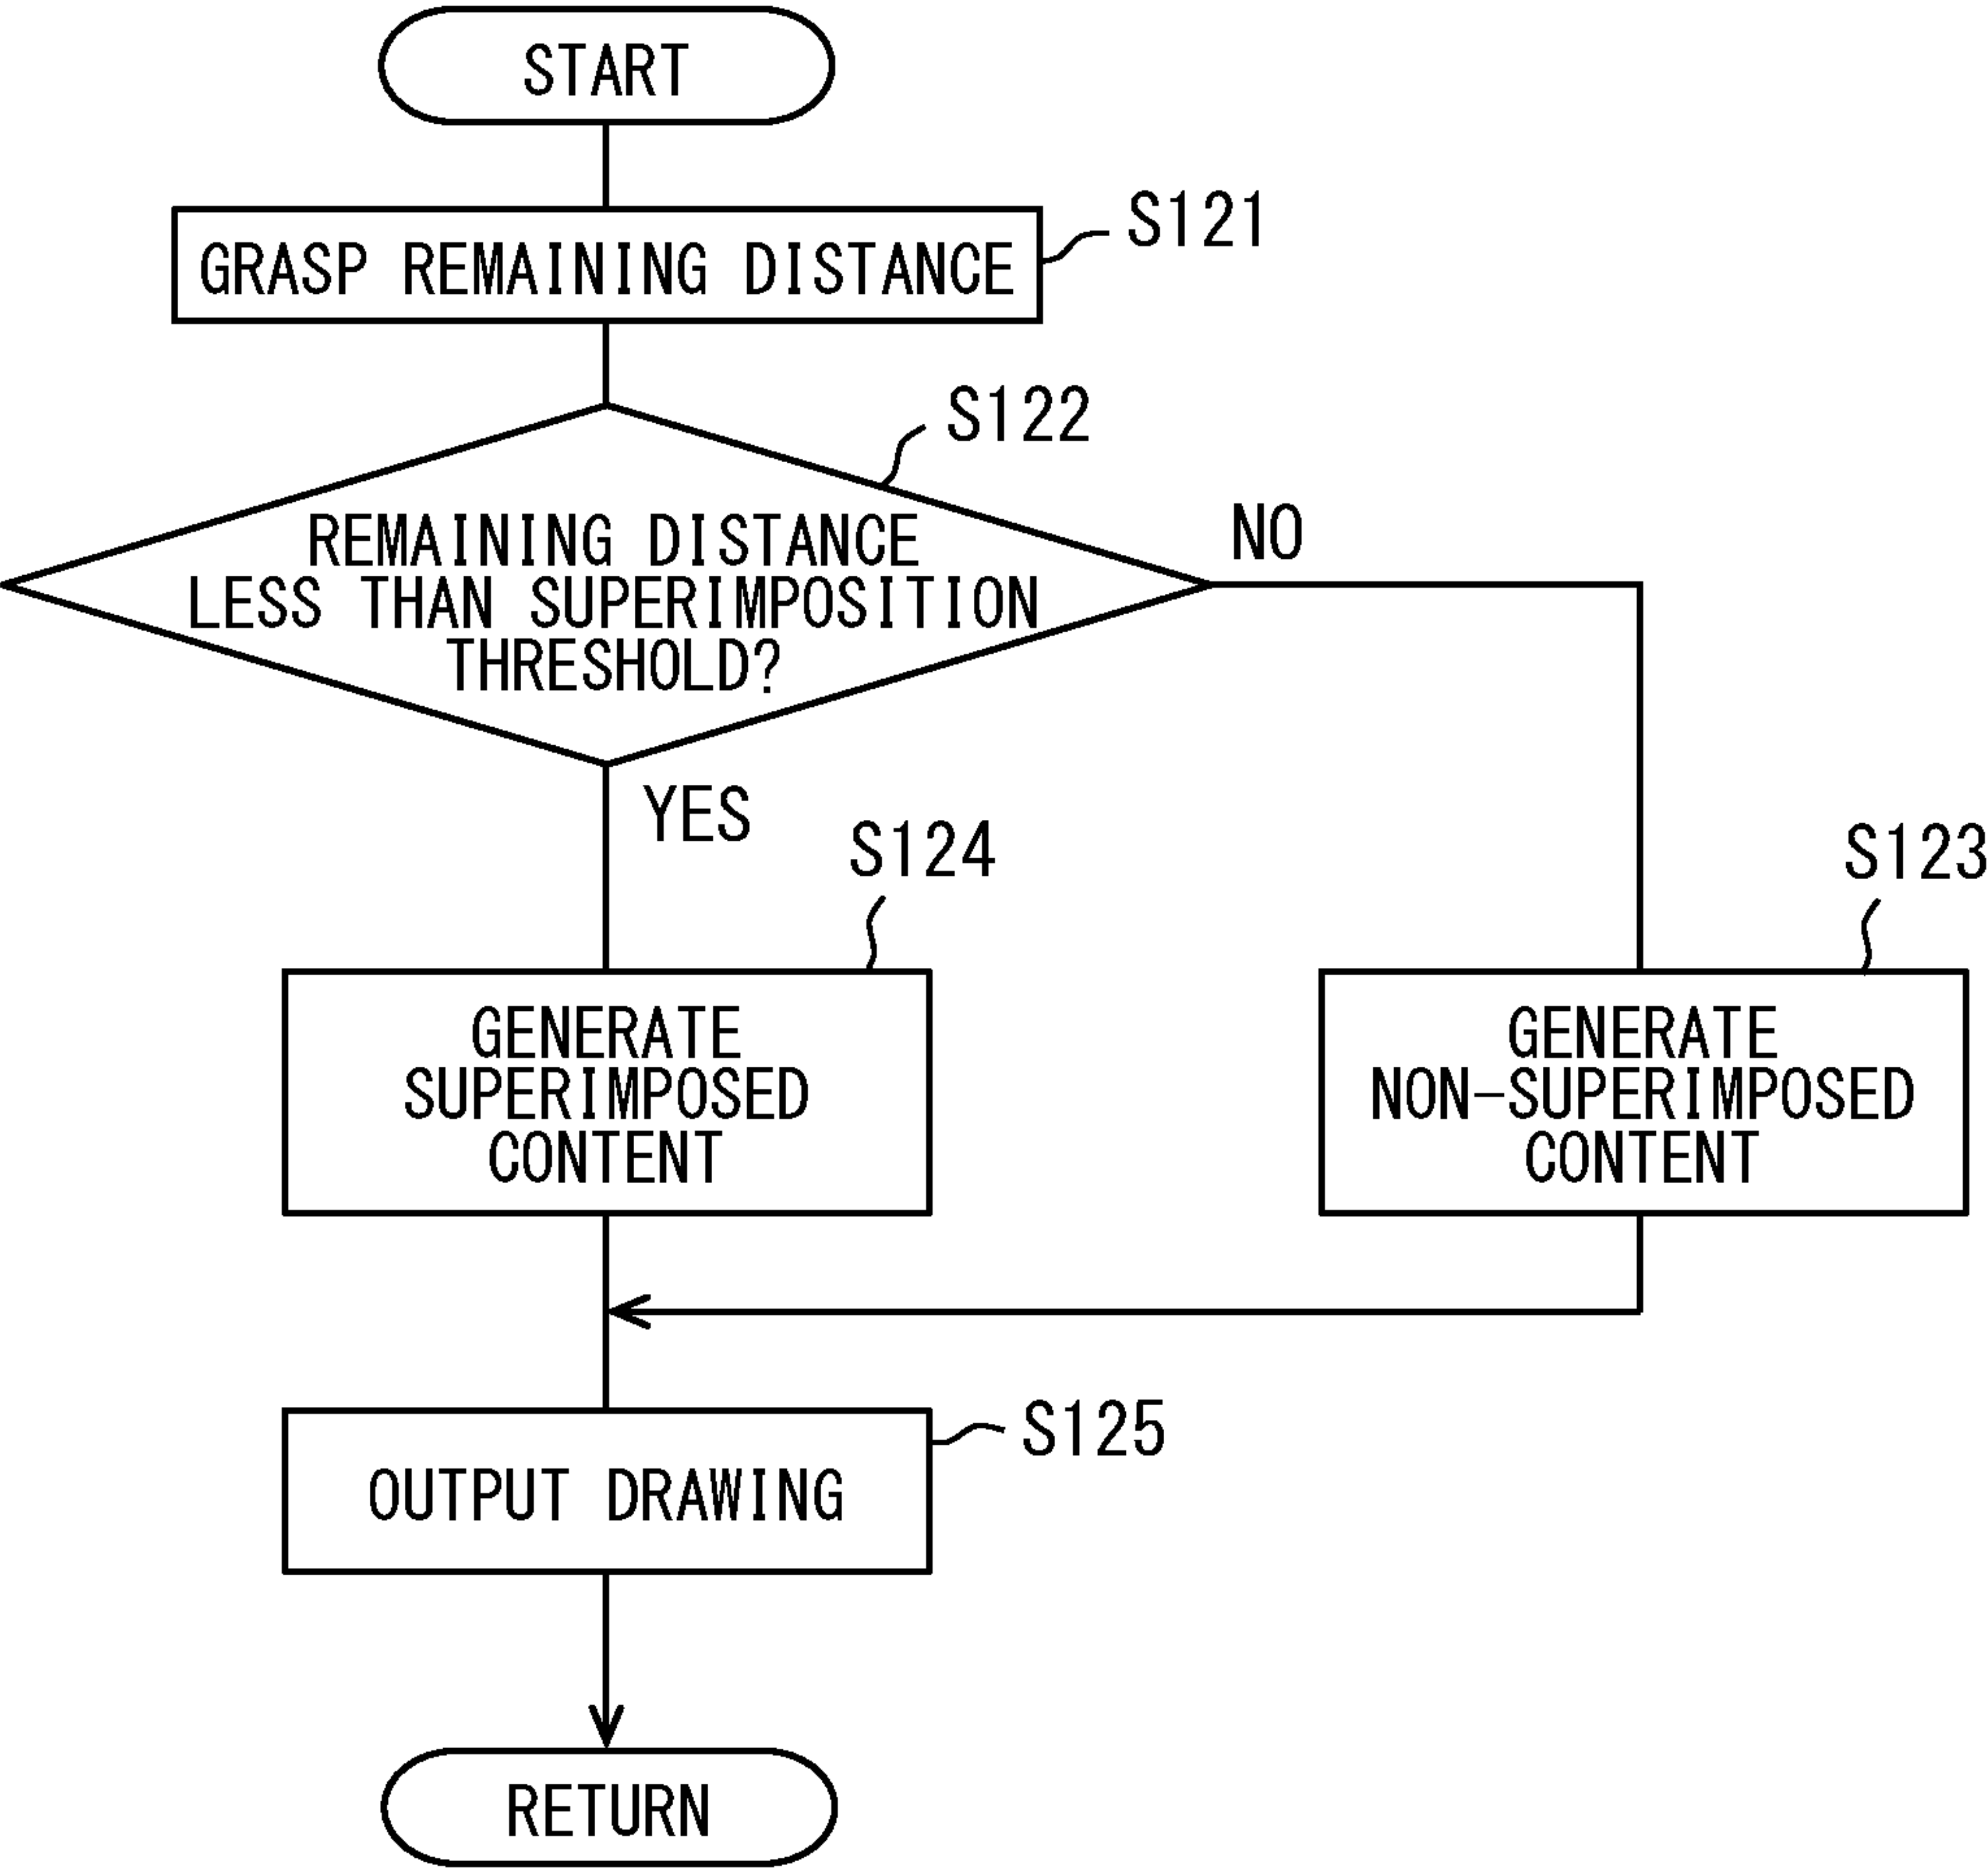 START
S121
GRASP REMAINING DISTANCE
S122
REMAINING DISTANCE
LESS THAN SUPERIMPOSITION
THRESHOLD?
NO
YES
S124
GENERATE
SUPERIMPOSED
CONTENT
S123
GENERATE
NON-SUPERIMPOSED
CONTENT
S125
OUTPUT DRAWING
RETURN